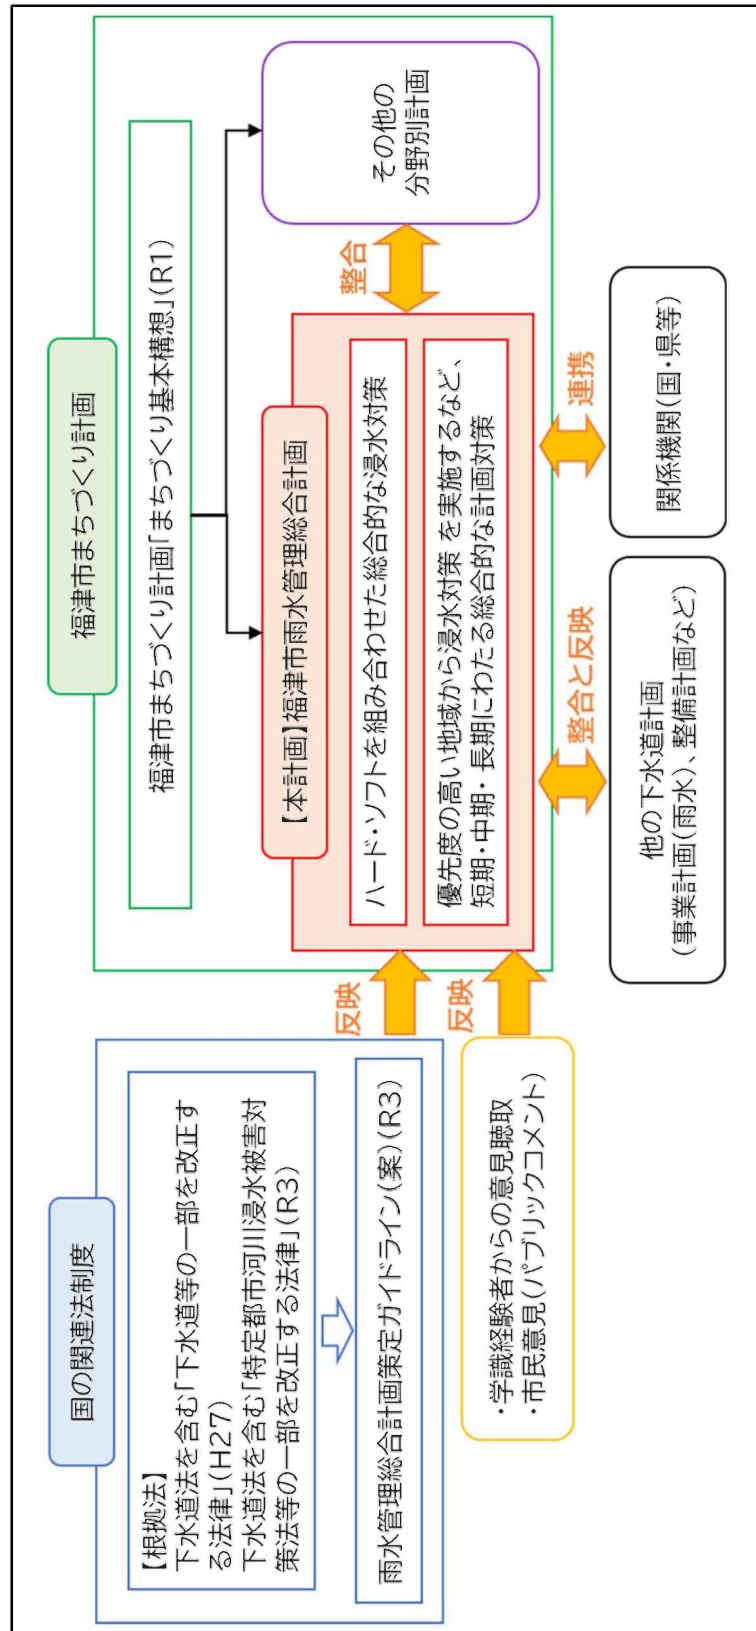 国の関連法制度
【根拠法】
下水道法を含む「下水道等の一部を改正す
る法律」(H27)
下水道法を含む「特定都市河川浸水被害対
策法等の一部を改正する法律」(R3)
雨水管理総合計画策定ガイドライン(案)(R3)
・学識経験者からの意見聴取
・市民意見(パブリックコメント)
反映
反映
福津市まちづくり計画
福津市まちづくり計画「まちづくり基本構想」(R1)
【本計画】福津市雨水管理総合計画
ハード・ソフトを組み合わせた総合的な浸水対策
優先度の高い地域から浸水対策 を実施するなど、
短期・中期・長期にわたる総合的な計画対策
整合
その他の
分野別計画
整合と反映
連携
他の下水道計画
(事業計画(雨水)、整備計画など)
関係機関(国・県等)